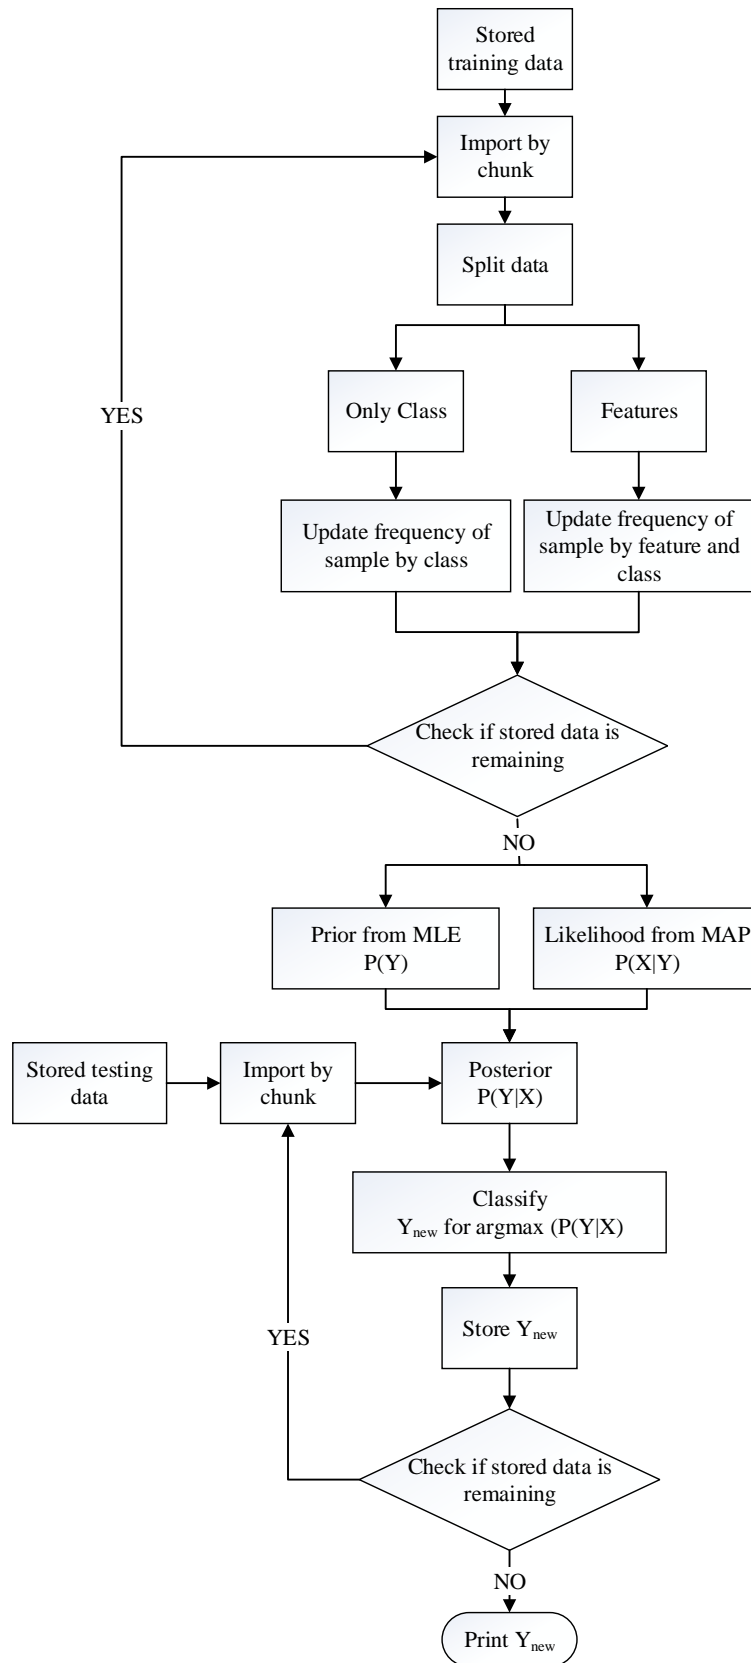 Stored
training data
Import by
chunk
Split data
Only Class
Features
YES
Update frequency of
sample by class
Update frequency of
sample by feature and
class
Check if stored data is
remaining
NO
Prior from MLE
P(Y)
Likelihood from MAP
P(X|Y)
Stored testing
data
Import by
chunk
Posterior
P(Y|X)
Classify
Ynew for argmax (P(Y|X)
Store Ynew
YES
Check if stored data is
remaining
NO
Print Ynew